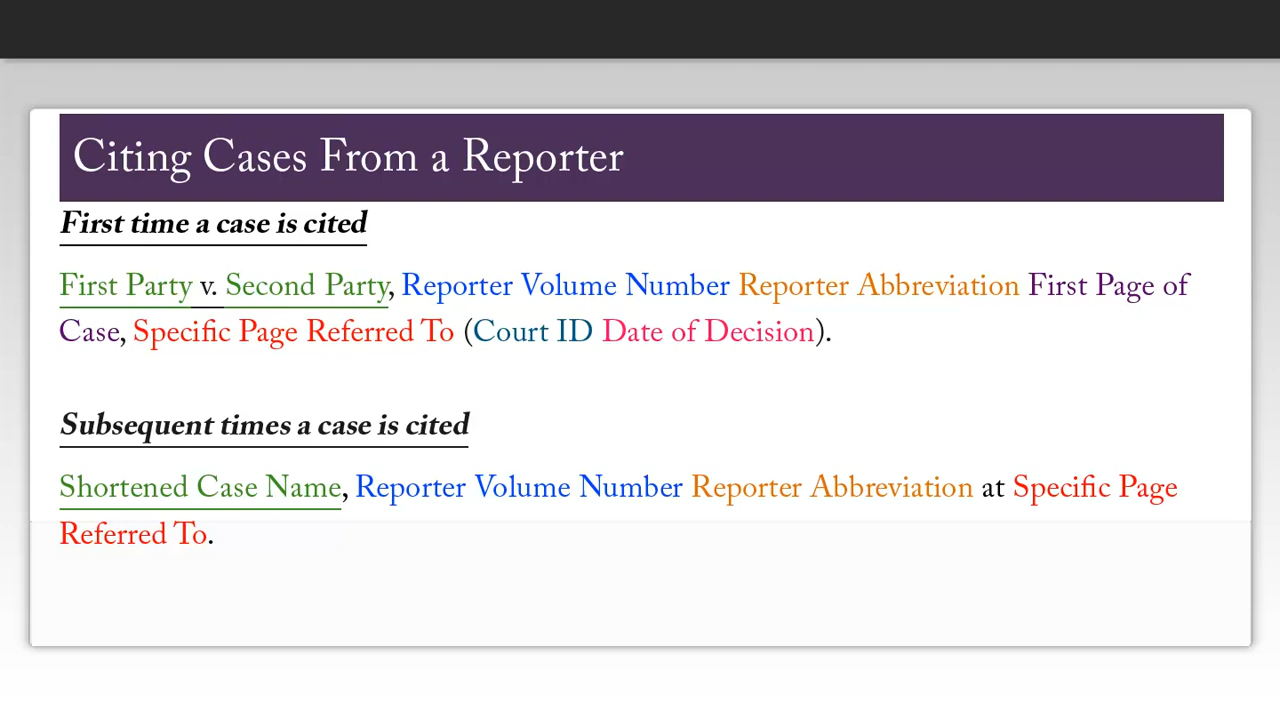 Citing Cases From a Reporter
First time a case is cited
First Party v. Second Party, Reporter Volume Number Reporter Abbreviation First Page of
Case, Specific Page Referred To (Court ID Date of Decision).
Subsequent times a case is cited
Shortened Case Name, Reporter Volume Number Reporter Abbreviation at Specific Page
Referred To.